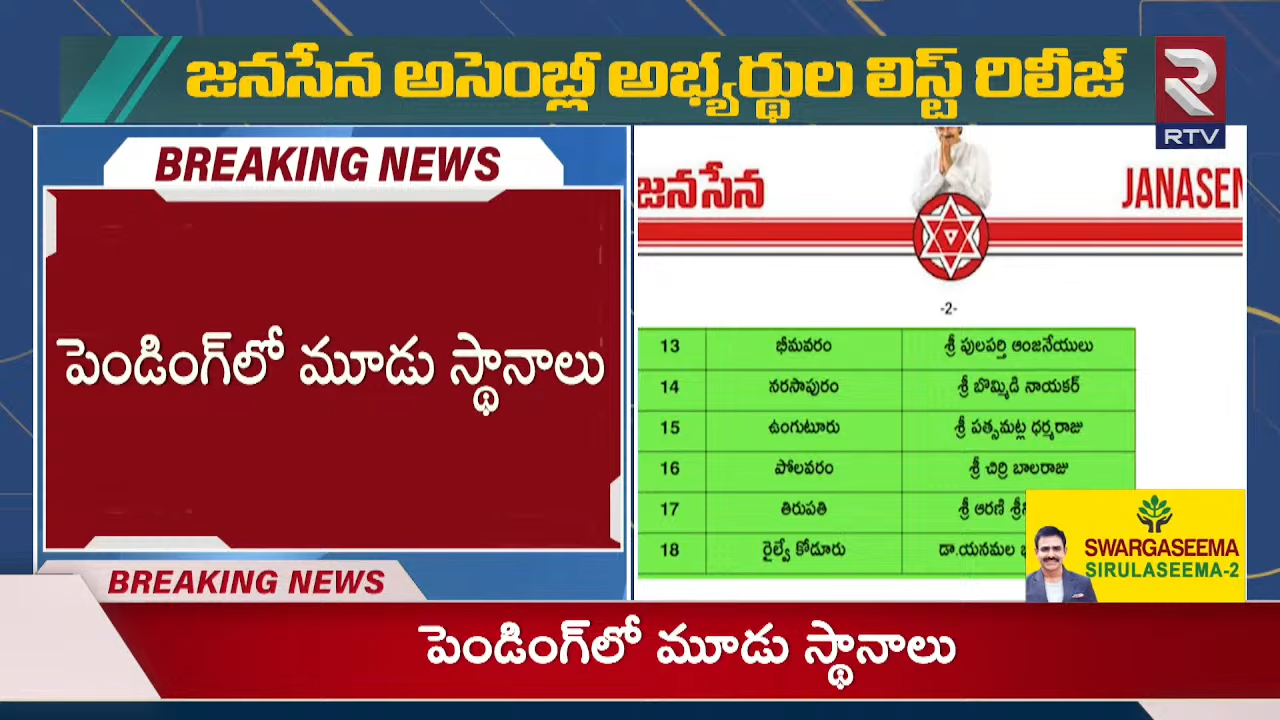 జనసేన అసెంబ్లీ అభ్యర్థుల లిస్ట్ రిలీజ్
RTV
BREAKING NEWS
పెండింగ్‌లో మూడు స్థానాలు
జనసేన
JANASEN
-2-
13 భీమవరం శ్రీ పులపర్తి ఆంజనేయులు
14 నరసాపురం శ్రీ బొమ్మిడి నాయకర్
15 ఉంగుటూరు శ్రీ పత్సమట్ల ధర్మరాజు
16 పోలవరం శ్రీ చిర్రి బాలరాజు
17 తిరుపతి శ్రీ ఆరణి
18 రైల్వే కోడూరు డా.యనమల
SWARGASEEMA
SIRULASEEMA-2
BREAKING NEWS
పెండింగ్‌లో మూడు స్థానాలు